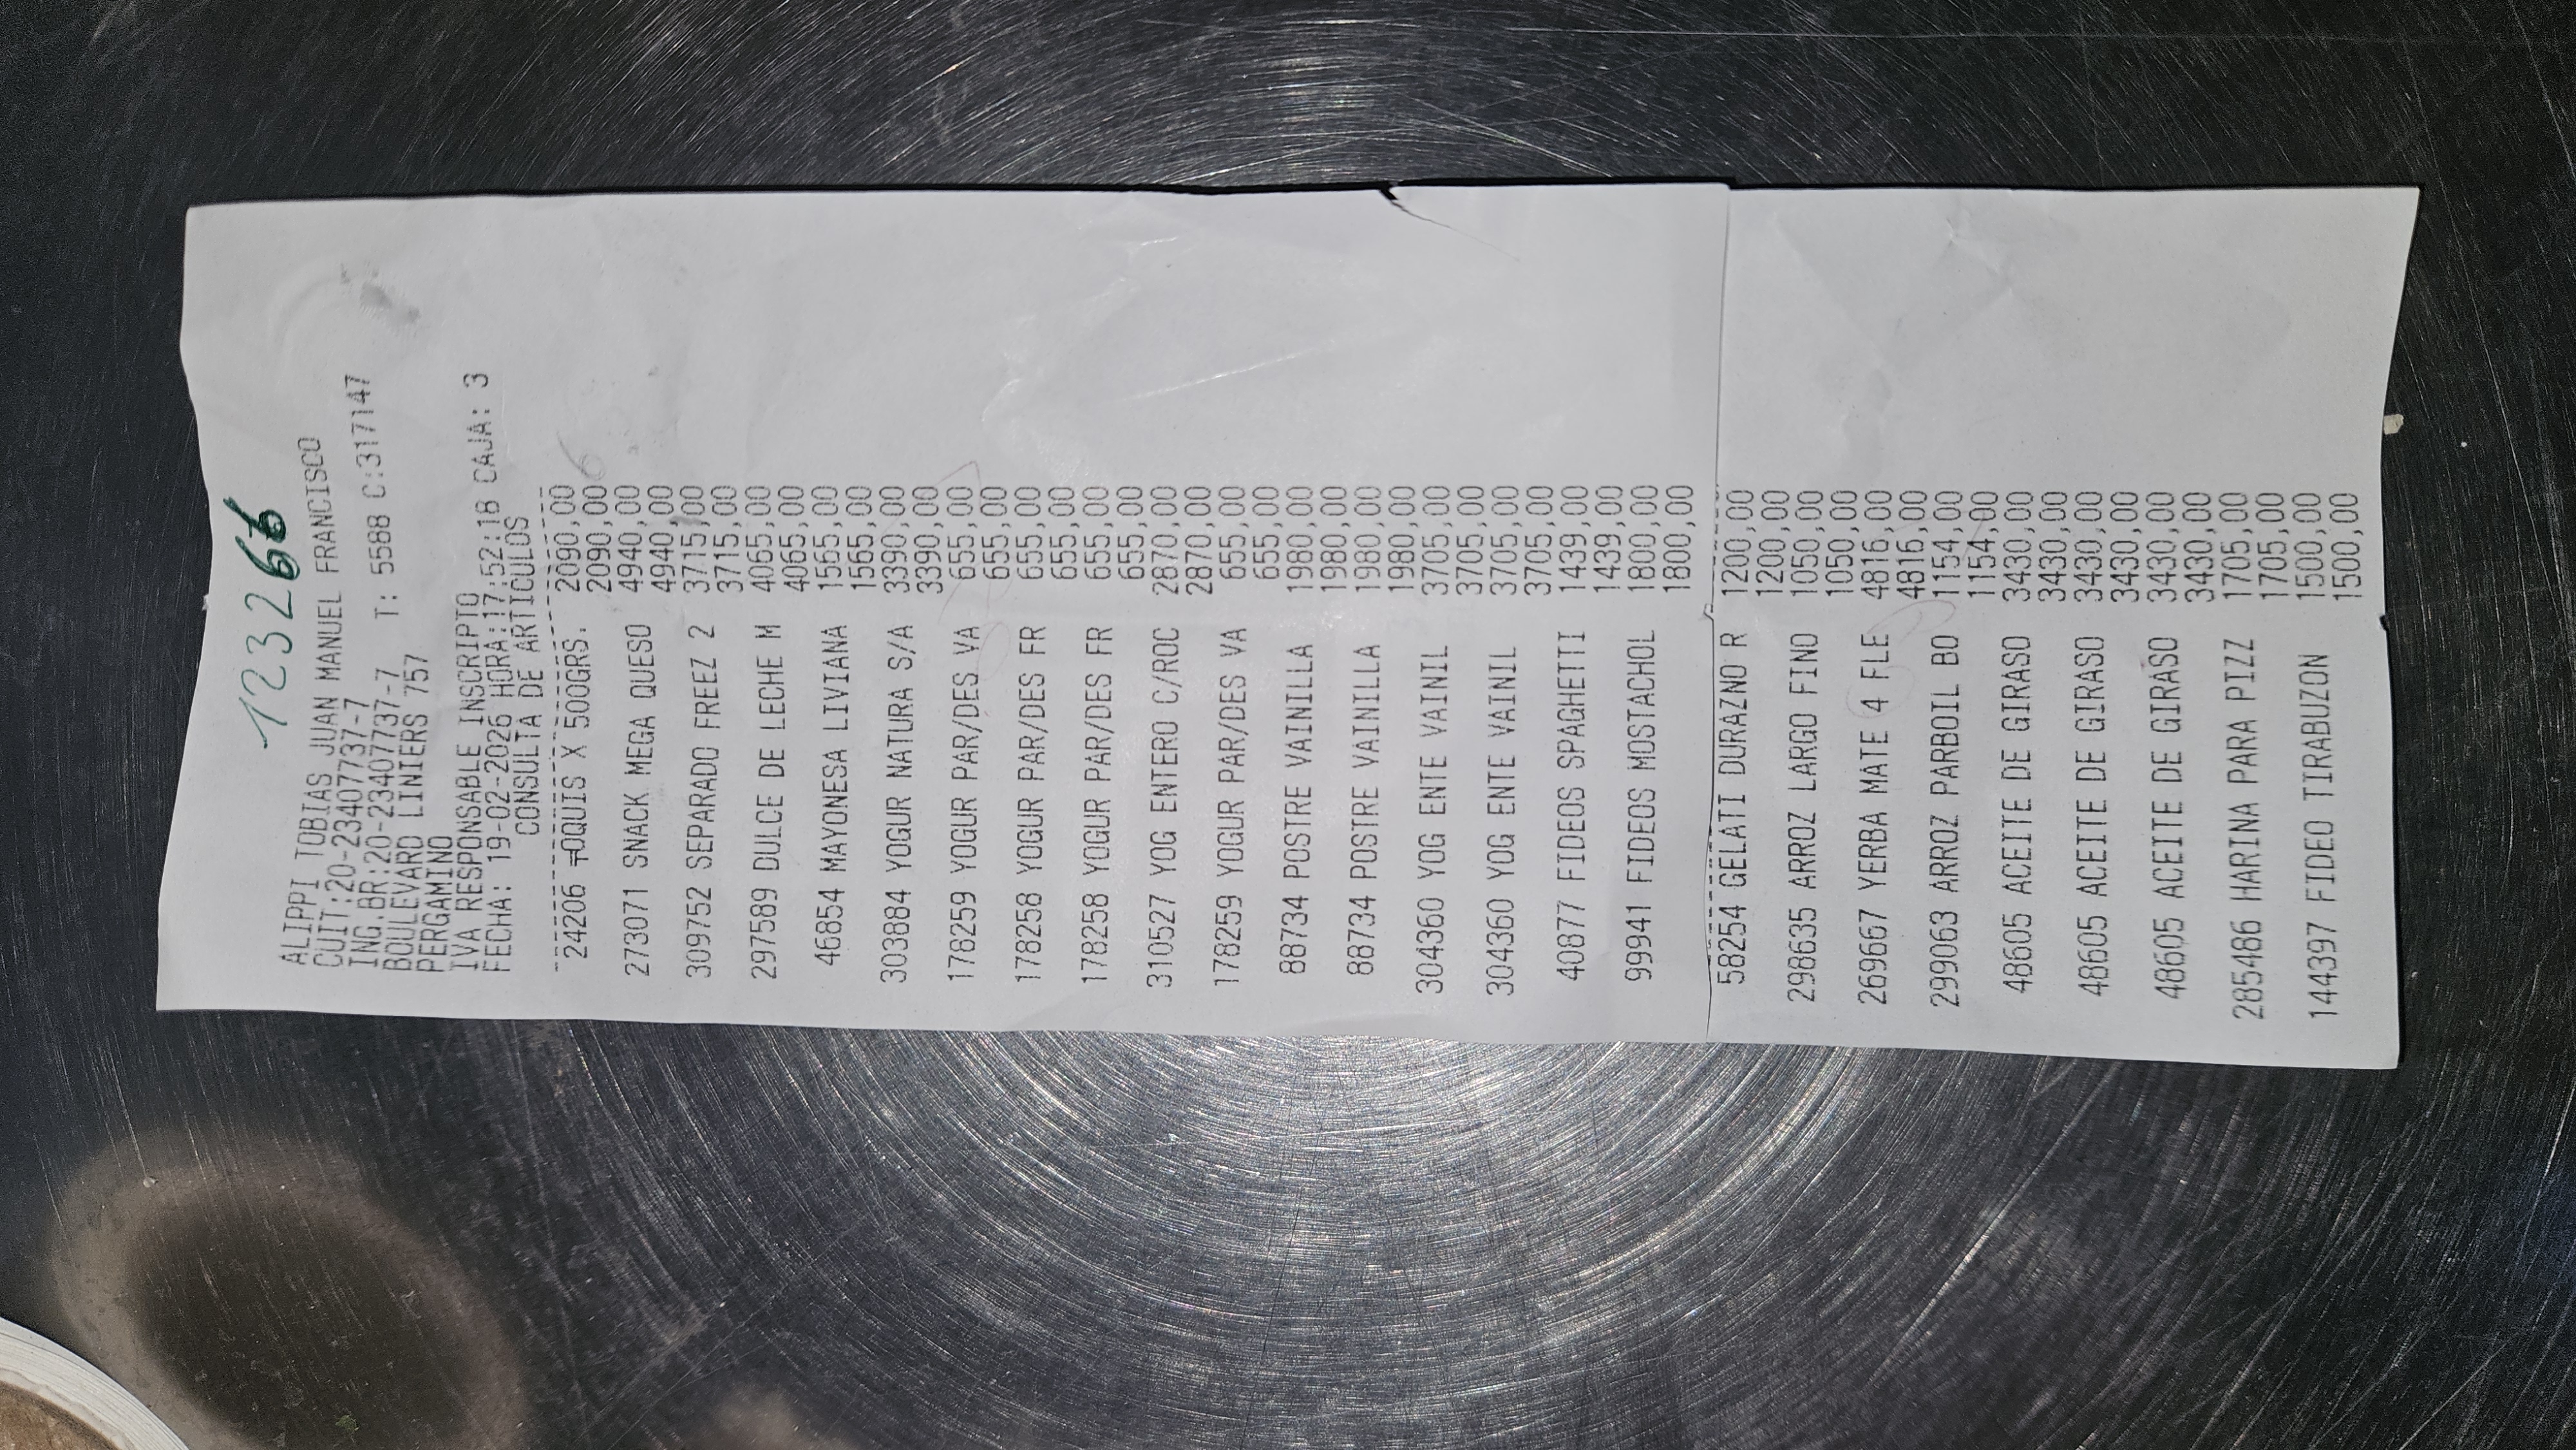 123266
ALIPPI TOBIAS JUAN MANUEL FRANCISCO
CUIT:20-23407737-7
ING.BR:20-23407737-7 T: 5588 C:317147
BOULEVARD LINIERS 757
PERGAMINO
IVA RESPONSABLE INSCRIPTO
FECHA: 19-02-2026 HORA:17:52:18 CAJA: 3
CONSULTA DE ARTICULOS
24206 ÑOQUIS X 500GRS. 2090,00
2090,00
273071 SNACK MEGA QUESO 4940,00
4940,00
309752 SEPARADO FREEZ 2 3715,00
3715,00
297589 DULCE DE LECHE M 4065,00
4065,00
46854 MAYONESA LIVIANA 1565,00
1565,00
303884 YOGUR NATURA S/A 3390,00
3390,00
178259 YOGUR PAR/DES VA 655,00
655,00
178258 YOGUR PAR/DES FR 655,00
655,00
178258 YOGUR PAR/DES FR 655,00
655,00
310527 YOG ENTERO C/ROC 2870,00
2870,00
178259 YOGUR PAR/DES VA 655,00
655,00
88734 POSTRE VAINILLA 1980,00
1980,00
88734 POSTRE VAINILLA 1980,00
1980,00
304360 YOG ENTE VAINIL 3705,00
3705,00
304360 YOG ENTE VAINIL 3705,00
3705,00
40877 FIDEOS SPAGHETTI 1439,00
1439,00
99941 FIDEOS MOSTACHOL 1800,00
1800,00
58254 GELATI DURAZNO R 1200,00
1200,00
298635 ARROZ LARGO FINO 1050,00
1050,00
269667 YERBA MATE 4 FLE 4816,00
4816,00
299063 ARROZ PARBOIL BO 1154,00
1154,00
48605 ACEITE DE GIRASO 3430,00
3430,00
48605 ACEITE DE GIRASO 3430,00
3430,00
48605 ACEITE DE GIRASO 3430,00
3430,00
285486 HARINA PARA PIZZ 1705,00
1705,00
144397 FIDEO TIRABUZON 1500,00
1500,00